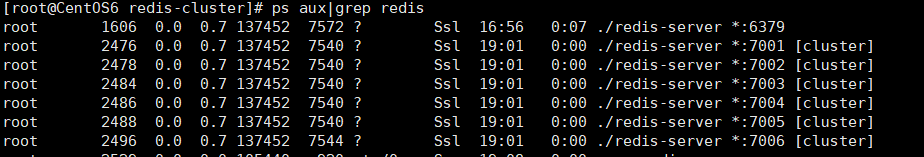 [root@CentOS6 redis-cluster]# ps aux|grep redis
root 1606 0.0 0.7 137452 7572 ? Ssl 16:56 0:07 ./redis-server *:6379
root 2476 0.0 0.7 137452 7540 ? Ssl 19:01 0:00 ./redis-server *:7001 [cluster]
root 2478 0.0 0.7 137452 7540 ? Ssl 19:01 0:00 ./redis-server *:7002 [cluster]
root 2484 0.0 0.7 137452 7540 ? Ssl 19:01 0:00 ./redis-server *:7003 [cluster]
root 2486 0.0 0.7 137452 7540 ? Ssl 19:01 0:00 ./redis-server *:7004 [cluster]
root 2488 0.0 0.7 137452 7540 ? Ssl 19:01 0:00 ./redis-server *:7005 [cluster]
root 2496 0.0 0.7 137452 7544 ? Ssl 19:01 0:00 ./redis-server *:7006 [cluster]